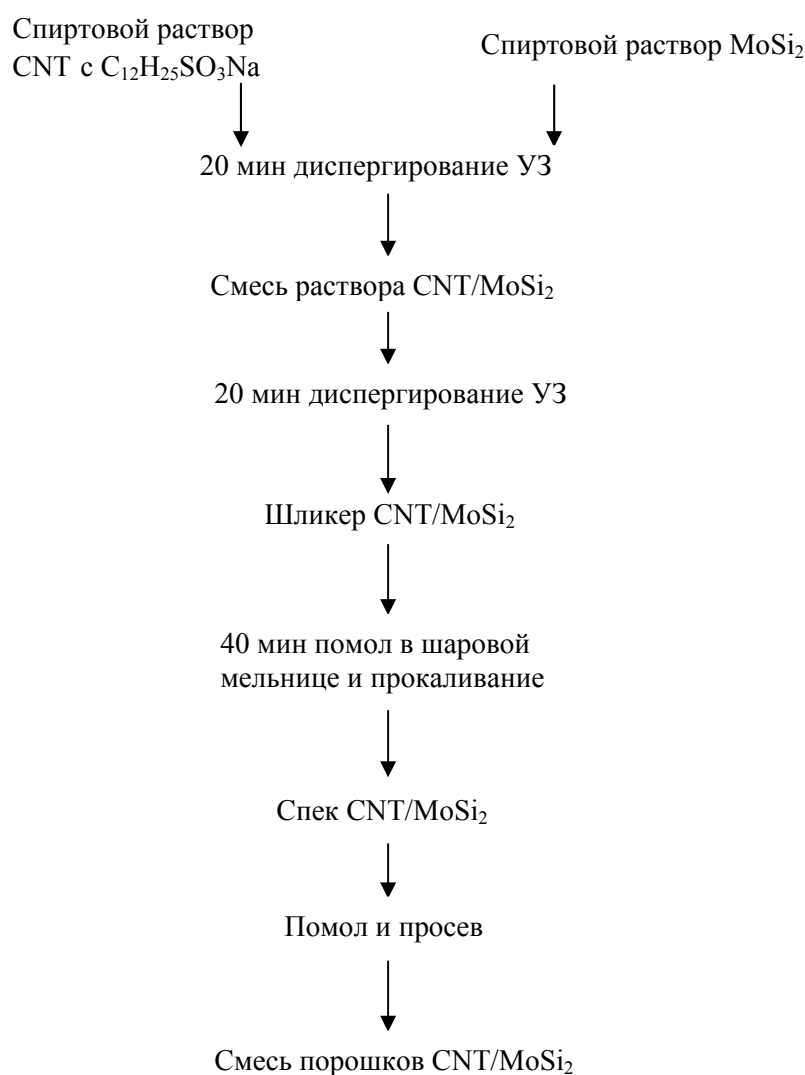 Спиртовой раствор
CNT с C₁₂H₂₅SO₃Na
Спиртовой раствор MoSi₂
20 мин диспергирование УЗ
Смесь раствора CNT/MoSi₂
20 мин диспергирование УЗ
Шликер CNT/MoSi₂
40 мин помол в шаровой
мельнице и прокаливание
Спек CNT/MoSi₂
Помол и просев
Смесь порошков CNT/MoSi₂